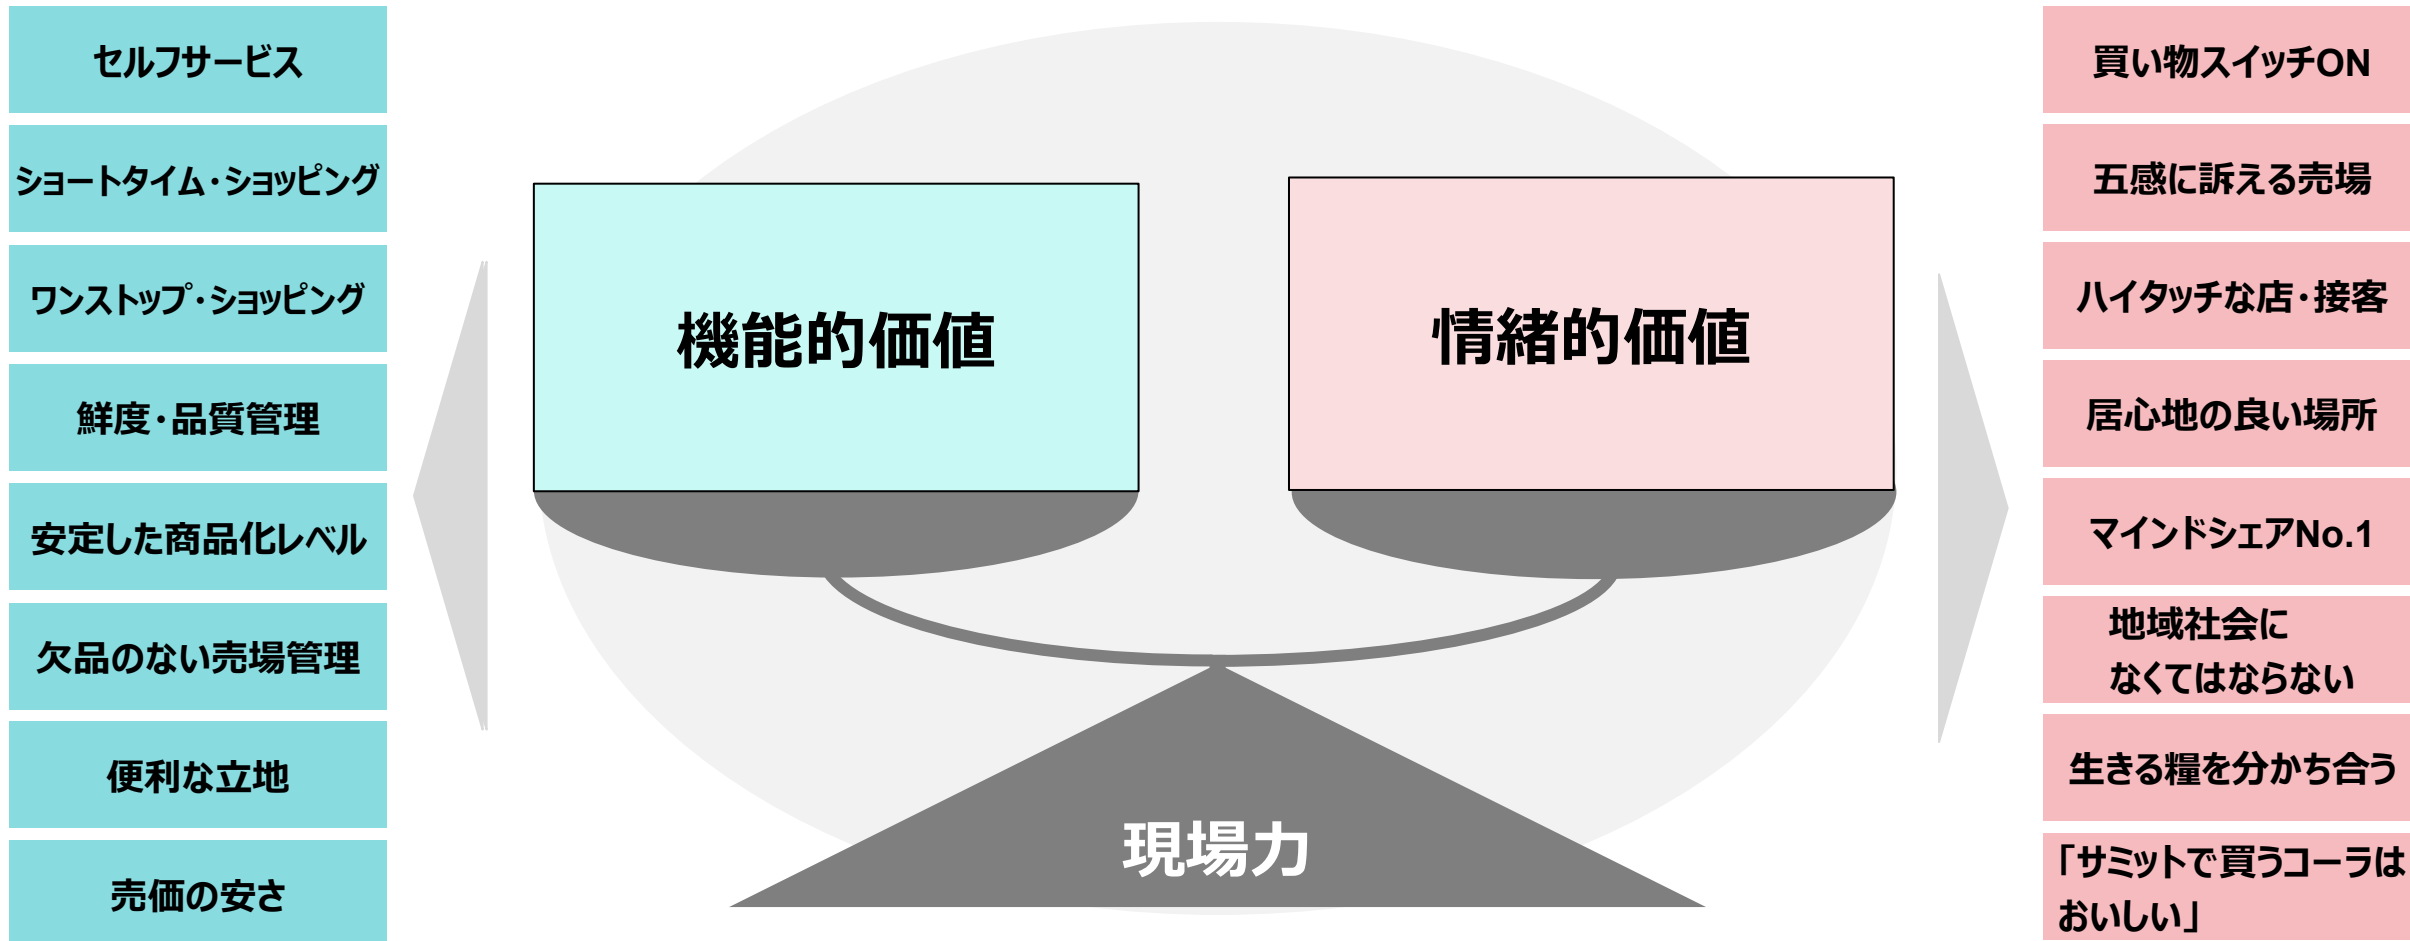 セルフサービス
ショートタイム・ショッピング
ワンストップ・ショッピング
鮮度・品質管理
安定した商品化レベル
欠品のない売場管理
便利な立地
売価の安さ
機能的価値
情緒的価値
現場力
買い物スイッチON
五感に訴える売場
ハイタッチな店・接客
居心地の良い場所
マインドシェアNo.1
地域社会に
なくてはならない
生きる糧を分かち合う
「サミットで買うコーラは
おいしい」